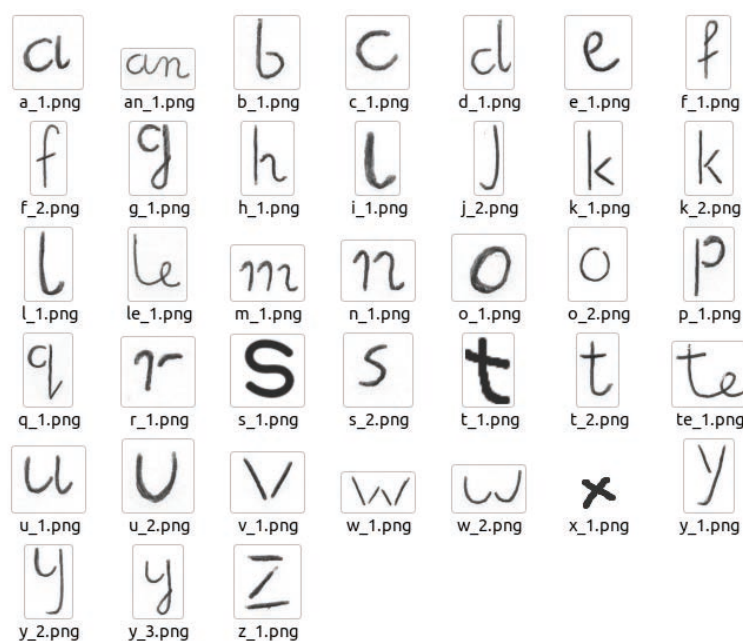 a an b c d e f
a_1.png an_1.png b_1.png c_1.png d_1.png e_1.png f_1.png
f g h l j k k
f_2.png g_1.png h_1.png i_1.png j_2.png k_1.png k_2.png
l le m n o o p
l_1.png le_1.png m_1.png n_1.png o_1.png o_2.png p_1.png
q r s s t t te
q_1.png r_1.png s_1.png s_2.png t_1.png t_2.png te_1.png
u u v w w x y
u_1.png u_2.png v_1.png w_1.png w_2.png x_1.png y_1.png
y y z
y_2.png y_3.png z_1.png